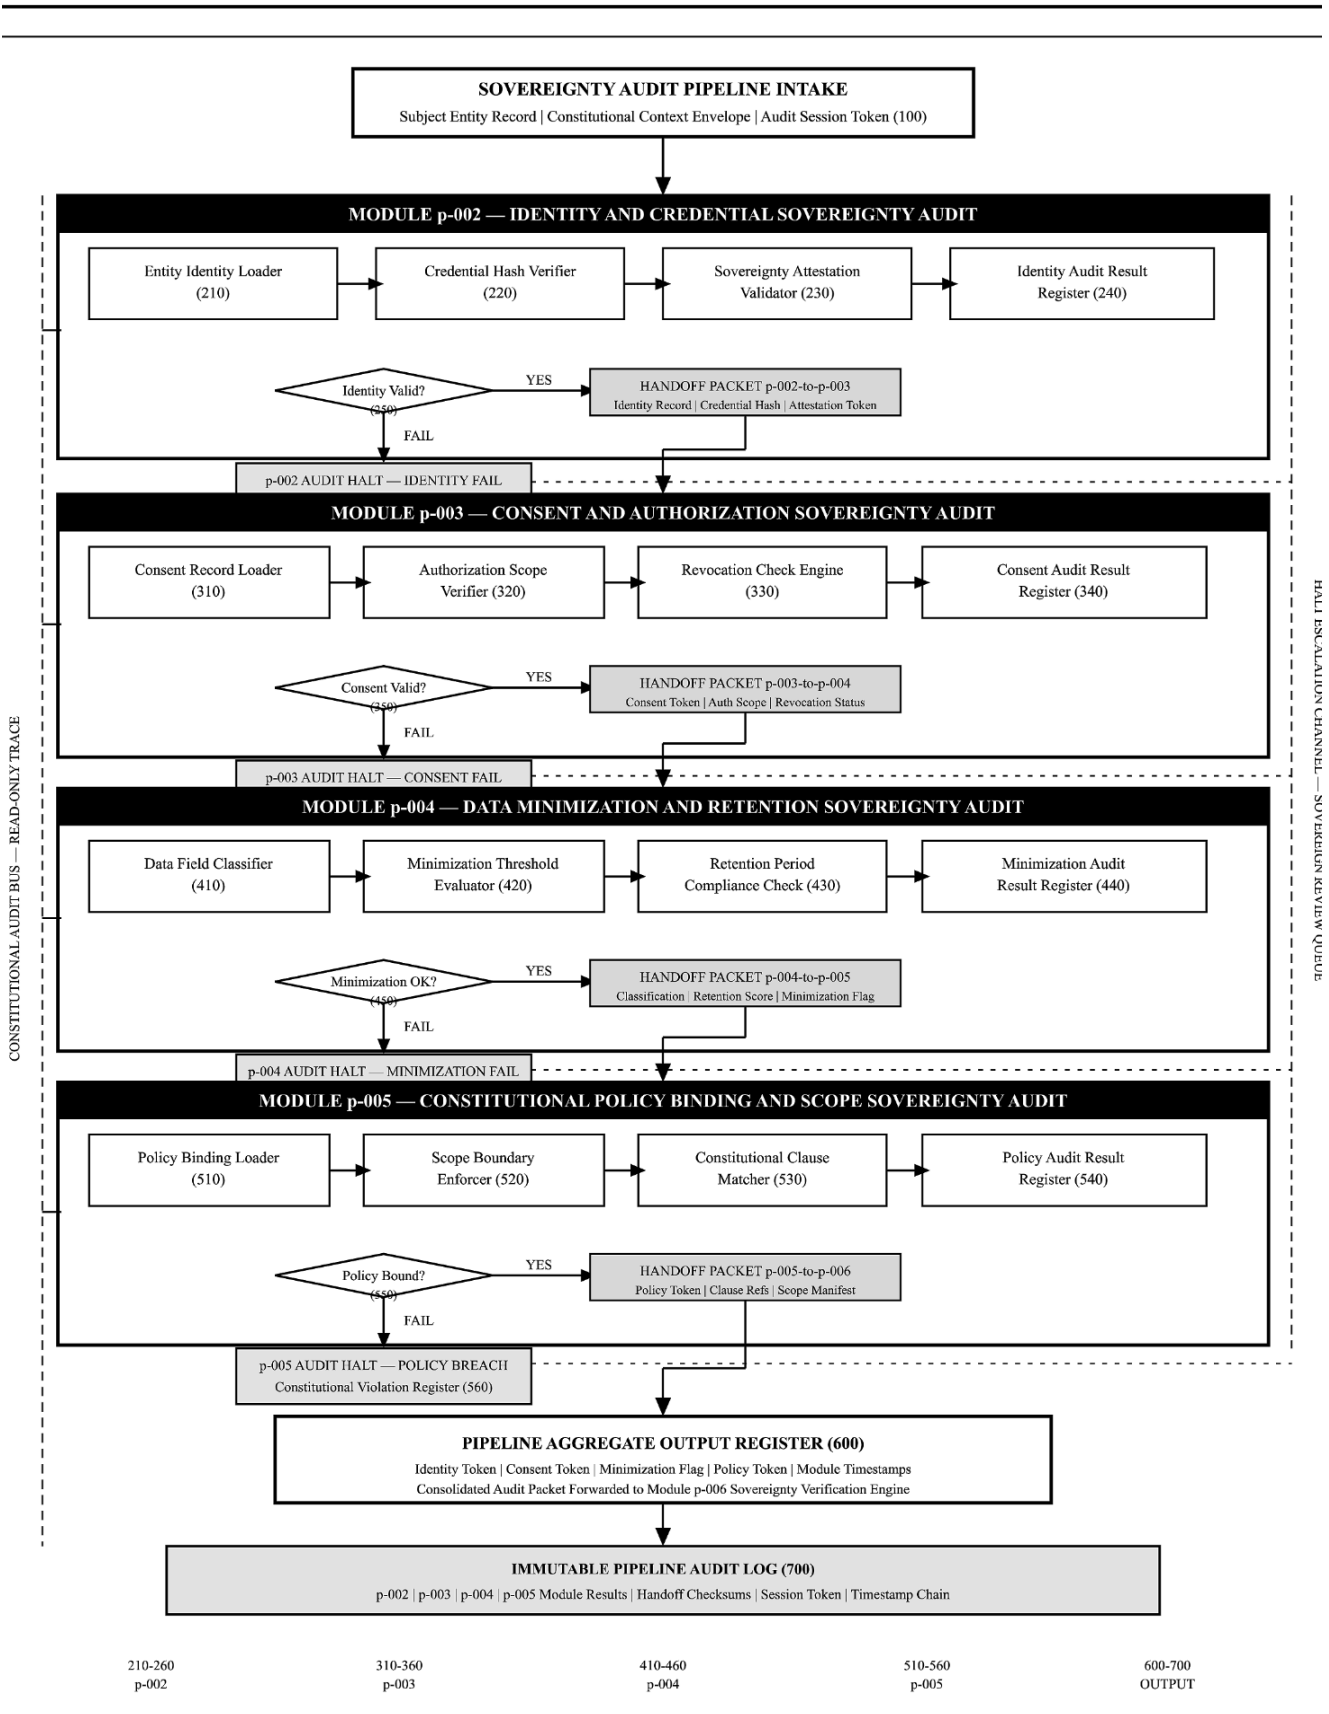 SOVEREIGNTY AUDIT PIPELINE INTAKE
Subject Entity Record | Constitutional Context Envelope | Audit Session Token (100)
MODULE p-002 — IDENTITY AND CREDENTIAL SOVEREIGNTY AUDIT
Entity Identity Loader
(210)
Credential Hash Verifier
(220)
Sovereignty Attestation
Validator (230)
Identity Audit Result
Register (240)
Identity Valid?
(250)
YES
FAIL
HANDOFF PACKET p-002-to-p-003
Identity Record | Credential Hash | Attestation Token
p-002 AUDIT HALT — IDENTITY FAIL
MODULE p-003 — CONSENT AND AUTHORIZATION SOVEREIGNTY AUDIT
Consent Record Loader
(310)
Authorization Scope
Verifier (320)
Revocation Check Engine
(330)
Consent Audit Result
Register (340)
Consent Valid?
(350)
YES
FAIL
HANDOFF PACKET p-003-to-p-004
Consent Token | Auth Scope | Revocation Status
p-003 AUDIT HALT — CONSENT FAIL
MODULE p-004 — DATA MINIMIZATION AND RETENTION SOVEREIGNTY AUDIT
Data Field Classifier
(410)
Minimization Threshold
Evaluator (420)
Retention Period
Compliance Check (430)
Minimization Audit
Result Register (440)
Minimization OK?
(450)
YES
FAIL
HANDOFF PACKET p-004-to-p-005
Classification | Retention Score | Minimization Flag
p-004 AUDIT HALT — MINIMIZATION FAIL
MODULE p-005 — CONSTITUTIONAL POLICY BINDING AND SCOPE SOVEREIGNTY AUDIT
Policy Binding Loader
(510)
Scope Boundary
Enforcer (520)
Constitutional Clause
Matcher (530)
Policy Audit Result
Register (540)
Policy Bound?
(550)
YES
FAIL
HANDOFF PACKET p-005-to-p-006
Policy Token | Clause Refs | Scope Manifest
p-005 AUDIT HALT — POLICY BREACH
Constitutional Violation Register (560)
PIPELINE AGGREGATE OUTPUT REGISTER (600)
Identity Token | Consent Token | Minimization Flag | Policy Token | Module Timestamps
Consolidated Audit Packet Forwarded to Module p-006 Sovereignty Verification Engine
IMMUTABLE PIPELINE AUDIT LOG (700)
p-002 | p-003 | p-004 | p-005 Module Results | Handoff Checksums | Session Token | Timestamp Chain
CONSTITUTIONAL AUDIT BUS — READ-ONLY TRACE
HALT ESCALATION CHANNEL — SOVEREIGN REVIEW QUEUE
210-260
p-002
310-360
p-003
410-460
p-004
510-560
p-005
600-700
OUTPUT